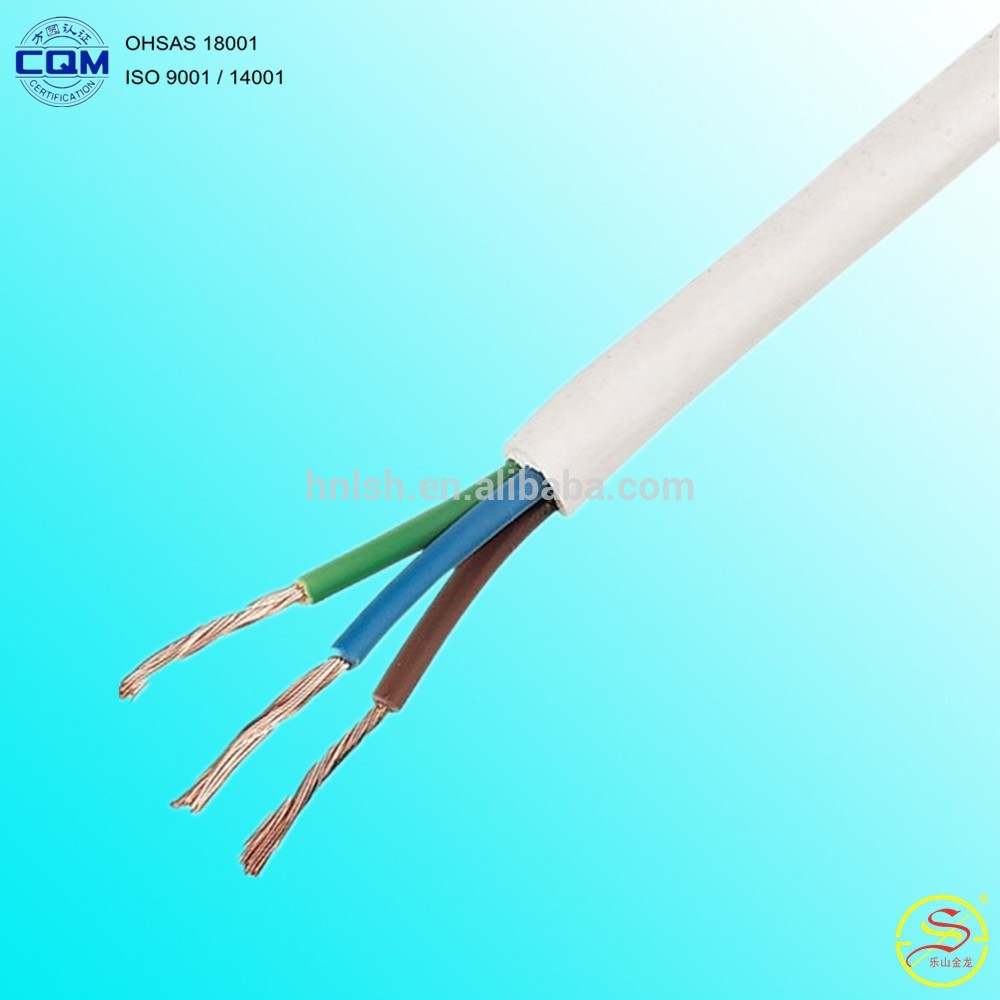 方圆认证
CQM
CERTIFICATION
OHSAS 18001
ISO 9001 / 14001
hnlsh.en.alibaba.com
®
乐山金龙